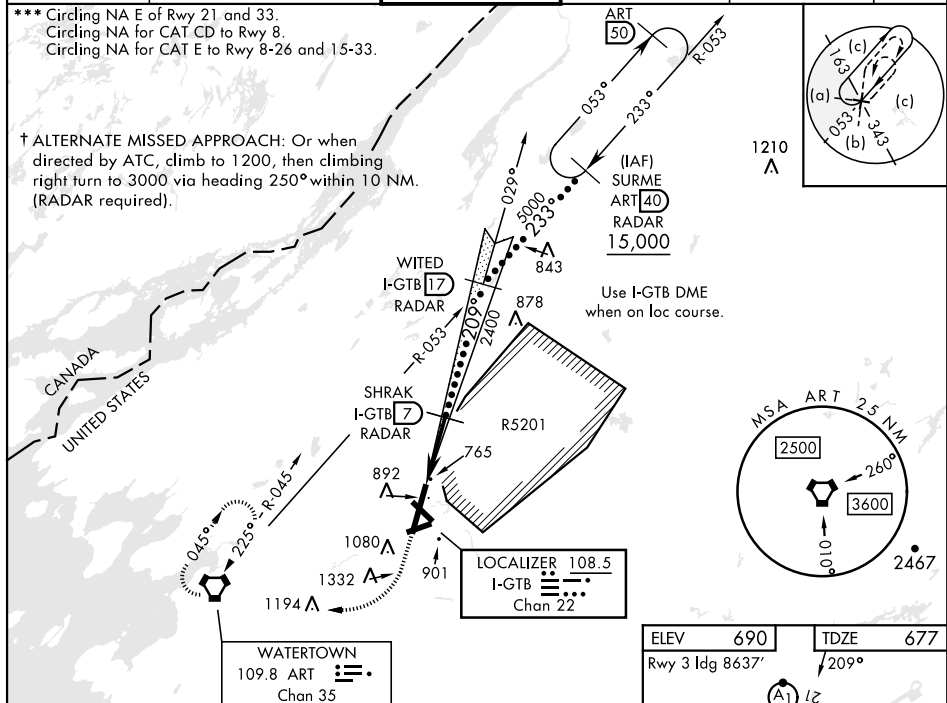 *** Circling NA E of Rwy 21 and 33.
Circling NA for CAT CD to Rwy 8.
Circling NA for CAT E to Rwy 8-26 and 15-33.
† ALTERNATE MISSED APPROACH: Or when
directed by ATC, climb to 1200, then climbing
right turn to 3000 via heading 250° within 10 NM.
(RADAR required).
ART
50
R-053
053°
233°
(IAF)
SURME
ART 40
RADAR
15,000
1210
(c)
163
(a)
(c)
053
(b)
343
029°
5000
233°
843
WITED
I-GTB 17
RADAR
878
Use I-GTB DME
when on loc course.
209°
2400
R-053
CANADA
UNITED STATES
SHRAK
I-GTB 7
RADAR
R5201
765
892
MSA ART 25 NM
2500
260°
3600
010°
2467
R-045
045°
225°
1080
901
1332
1194
LOCALIZER 108.5
I-GTB
Chan 22
WATERTOWN
109.8 ART
Chan 35
ELEV 690
TDZE 677
Rwy 3 ldg 8637'
209°
A1
21